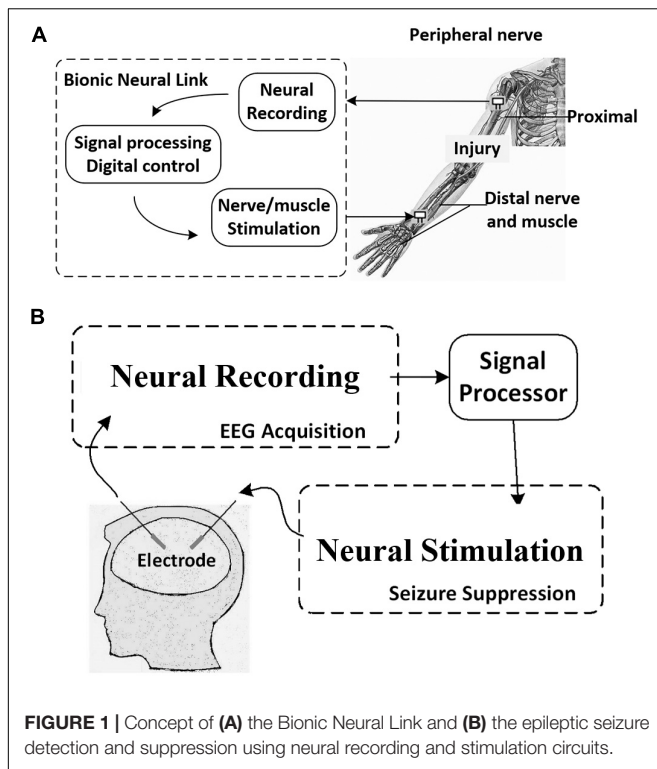 A
Peripheral nerve
Bionic Neural Link
Neural
Recording
Signal processing
Digital control
Nerve/muscle
Stimulation
Proximal
Injury
Distal nerve
and muscle
B
Neural Recording
EEG Acquisition
Signal
Processor
Electrode
Neural Stimulation
Seizure Suppression
FIGURE 1 | Concept of (A) the Bionic Neural Link and (B) the epileptic seizure
detection and suppression using neural recording and stimulation circuits.